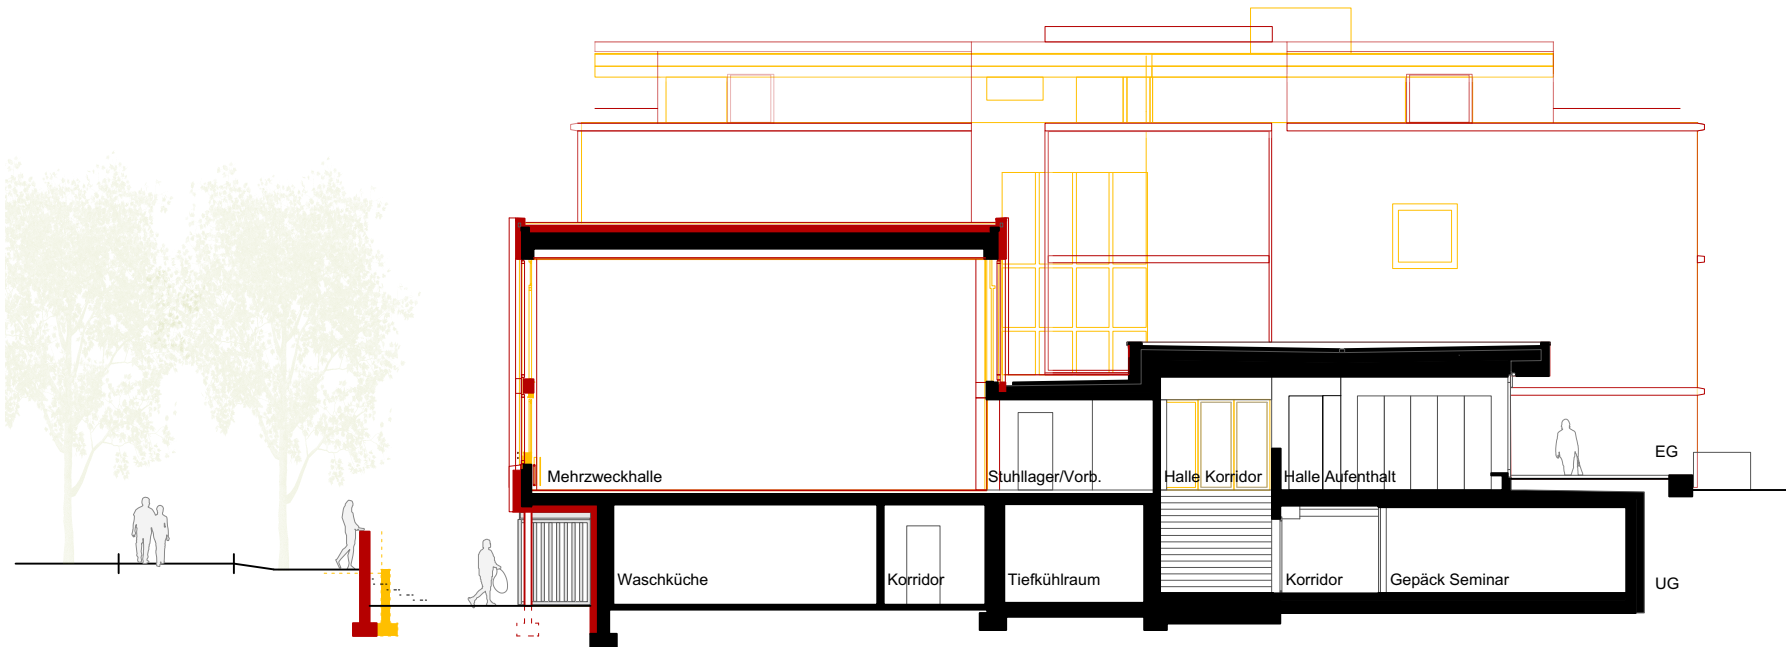 EG
Mehrzweckhalle
Stuhllager/Vorb.
Halle Korridor
Halle Aufenthalt
Waschküche
Korridor
Tiefkühlraum
Korridor
Gepäck Seminar
UG